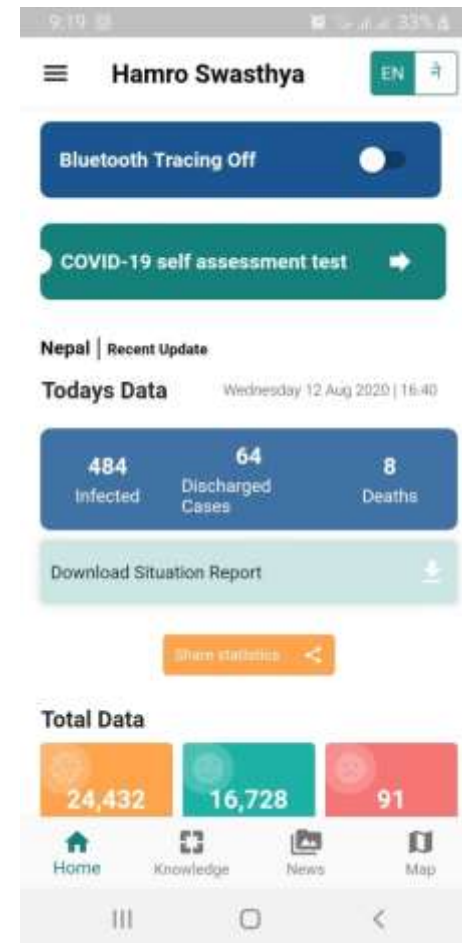 9:19
33%
Hamro Swasthya
EN ने
Bluetooth Tracing Off
COVID-19 self assessment test
Nepal | Recent Update
Todays Data Wednesday 12 Aug 2020 | 16:40
484 64 8
Infected Discharged Cases Deaths
Download Situation Report
Share statistics
Total Data
24,432 16,728 91
Home Knowledge News Map